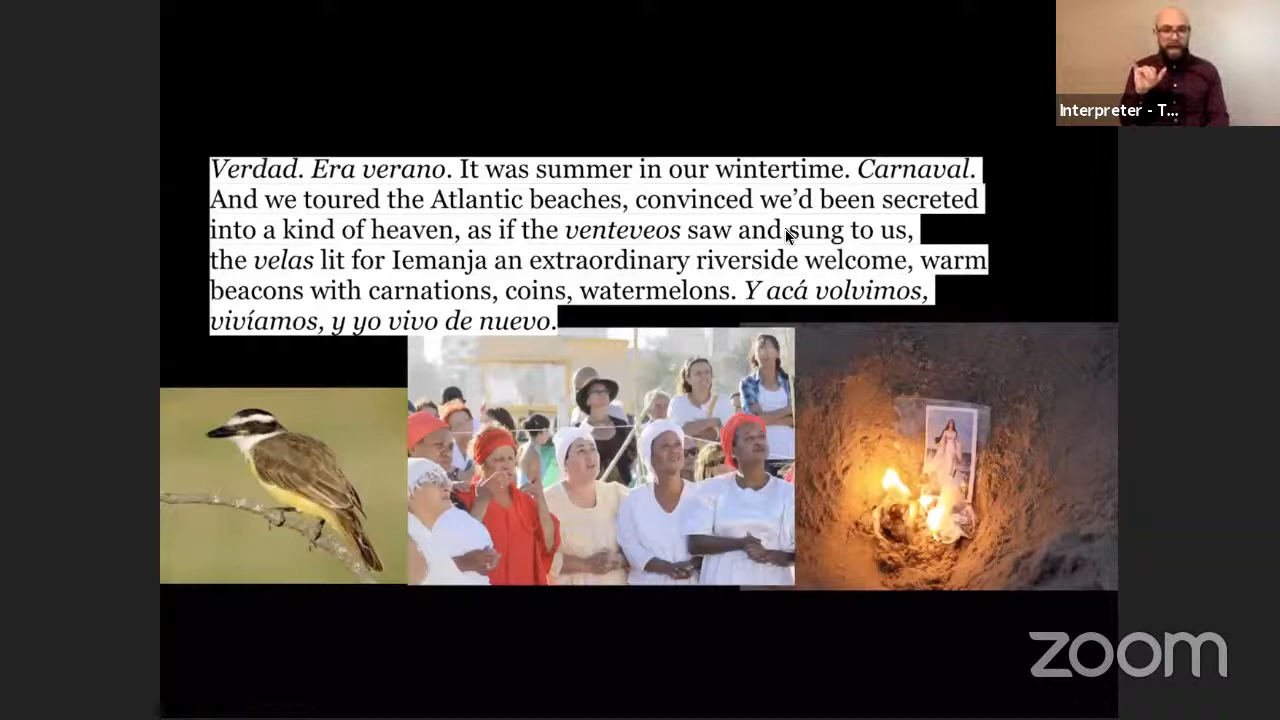 Interpreter - T...
Verdad. Era verano. It was summer in our wintertime. Carnaval.
And we toured the Atlantic beaches, convinced we’d been secreted
into a kind of heaven, as if the venteveos saw and sung to us,
the velas lit for Iemanja an extraordinary riverside welcome, warm
beacons with carnations, coins, watermelons. Y acá volvimos,
vivíamos, y yo vivo de nuevo.
zoom